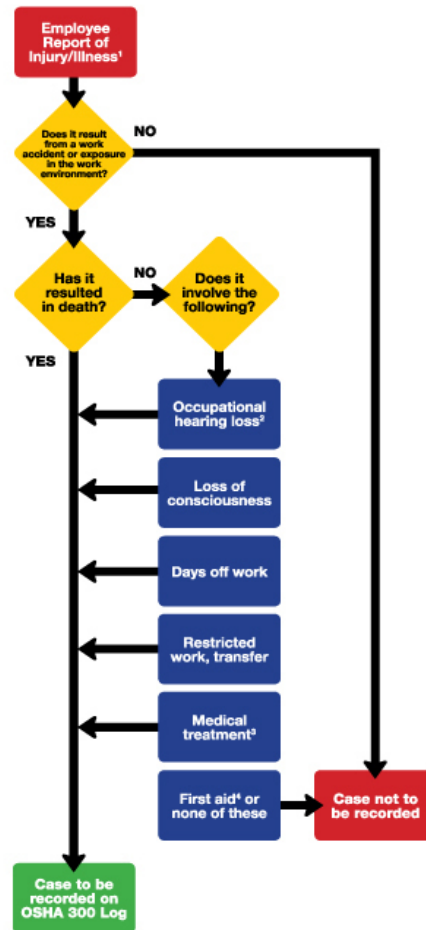 Employee
Report of
Injury/Illness¹
Does it result
from a work
accident or exposure
in the work
environment?
NO
YES
Has it
resulted
in death?
NO
Does it
involve the
following?
YES
Occupational
hearing loss²
Loss of
consciousness
Days off work
Restricted
work, transfer
Medical
treatment³
First aid⁴ or
none of these
Case not to
be recorded
Case to be
recorded on
OSHA 300 Log